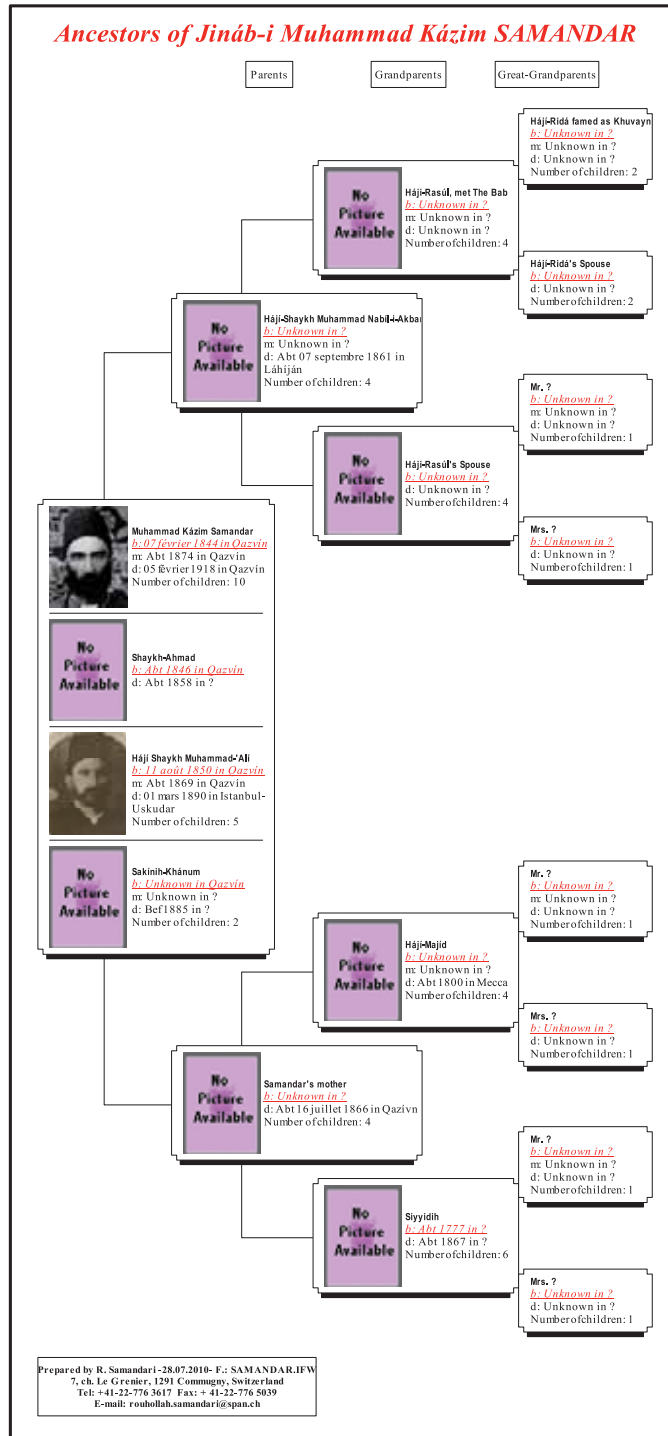 Ancestors of Jináb-i Muhammad Kázim SAMANDAR
Parents
Grandparents
Great-Grandparents
Hájí-Ridá famed as Khuvayn
b: Unknown in ?
m: Unknown in ?
d: Unknown in ?
Number of children: 2
No
Picture
Available
Hájí-Rasúl, met The Bab
b: Unknown in ?
m: Unknown in ?
d: Unknown in ?
Number of children: 4
Hájí-Ridá's Spouse
b: Unknown in ?
d: Unknown in ?
Number of children: 2
No
Picture
Available
Hájí-Shaykh Muhammad Nabíl-i-Akbar
b: Unknown in ?
m: Unknown in ?
d: Abt 07 septembre 1861 in
Láhíján
Number of children: 4
Mr. ?
b: Unknown in ?
m: Unknown in ?
d: Unknown in ?
Number of children: 1
No
Picture
Available
Hájí-Rasúl's Spouse
b: Unknown in ?
d: Unknown in ?
Number of children: 4
Mrs. ?
b: Unknown in ?
d: Unknown in ?
Number of children: 1
Muhammad Kázim Samandar
b: 07 février 1844 in Qazvín
m: Abt 1874 in Qazvín
d: 05 février 1918 in Qazvín
Number of children: 10
No
Picture
Available
Shaykh-Ahmad
b: Abt 1846 in Qazvín
d: Abt 1858 in ?
Hájí Shaykh Muhammad-'Alí
b: 11 août 1850 in Qazvín
m: Abt 1869 in Qazvín
d: 01 mars 1890 in Istanbul-
Uskudar
Number of children: 5
No
Picture
Available
Sakínih-Khánum
b: Unknown in Qazvín
m: Unknown in ?
d: Bef 1885 in ?
Number of children: 2
Mr. ?
b: Unknown in ?
m: Unknown in ?
d: Unknown in ?
Number of children: 1
No
Picture
Available
Hájí-Majíd
b: Unknown in ?
m: Unknown in ?
d: Abt 1800 in Mecca
Number of children: 4
Mrs. ?
b: Unknown in ?
d: Unknown in ?
Number of children: 1
No
Picture
Available
Samandar's mother
b: Unknown in ?
d: Abt 16 juillet 1866 in Qazívn
Number of children: 4
Mr. ?
b: Unknown in ?
m: Unknown in ?
d: Unknown in ?
Number of children: 1
No
Picture
Available
Siyyidih
b: Abt 1777 in ?
d: Abt 1867 in ?
Number of children: 6
Mrs. ?
b: Unknown in ?
d: Unknown in ?
Number of children: 1
Prepared by R. Samandari -28.07.2010- F.: SAMANDAR.IFW
7, ch. Le Grenier, 1291 Commugny, Switzerland
Tel: +41-22-776 3617 Fax: + 41-22-776 5039
E-mail: rouhollah.samandari@span.ch